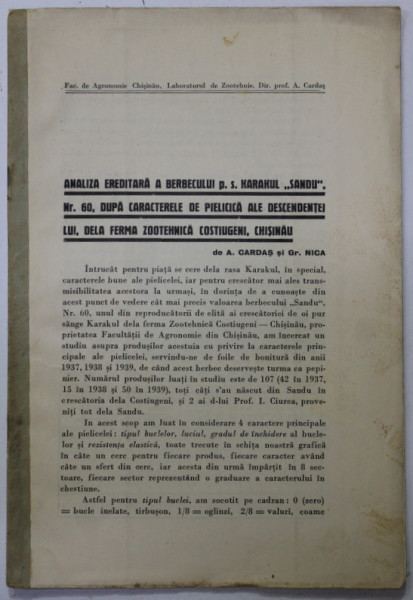 Fac. de Agronomie Chişinău, Laboratorul de Zootehnie. Dir. prof. A. Cardaş
ANALIZA EREDITARĂ A BERBECULUI p. s. KARAKUL „SANDU“,
Nr. 60, DUPĂ CARACTERELE DE PIELICICĂ ALE DESCENDENŢEI
LUI, DELA FERMA ZOOTEHNICĂ COSTIUGENI, CHIŞINĂU
de A. CARDAŞ şi Gr. NICA
Întrucât pentru piaţă se cere dela rasa Karakul, în special,
caracterele bune ale pielicelei, iar pentru crescător mai ales trans-
misibilitatea acestora la urmaşi, în dorinţa de a cunoaşte din
acest punct de vedere cât mai precis valoarea berbecului „Sandu“,
Nr. 60, unul din reproducătorii de elită ai crescătoriei de oi pur
sânge Karakul dela ferma Zootehnică Costiugeni — Chişinău, pro-
prietatea Facultăţii de Agronomie din Chişinău, am încercat un
studiu asupra produşilor acestuia cu privire la caracterele prin-
cipale ale pielicelei, servindu-ne de foile de bonitură din anii
1937, 1938 şi 1939, de când acest berbec deserveşte turma ca pepi-
nier. Numărul produşilor luaţi în studiu este de 107 (42 în 1937,
15 în 1938 şi 50 în 1939), toţi câţi s'au născut din Sandu în
crescătoria dela Costiugeni, şi 2 ai d-lui Prof. I. Ciurea, prove-
niţi tot dela Sandu.
In acest scop am luat în considerare 4 caractere principale
ale pielicelei: tipul buclelor, luciul, gradul de închidere al bucle-
lor şi rezistenţa elastică, toate trecute în schiţa noastră grafică
în câte un cerc pentru fiecare produs, fiecare caracter având
câte un sfert din cerc, iar acesta din urmă împărţit în 8 sec-
toare, fiecare sector reprezentând o graduare a caracterului în
chestiune.
Astfel pentru tipul buclei, am socotit pe cadran: 0 (zero)
= bucle inelate, tirbuşon, 1/8 = oglinzi, 2/8 = valuri, coame